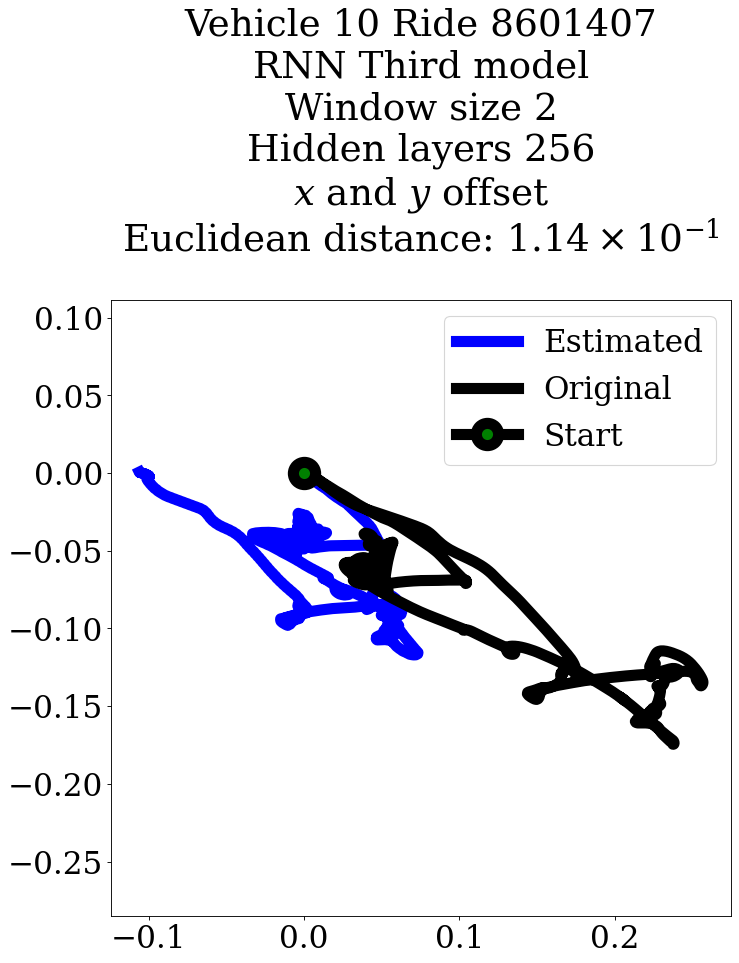 Vehicle 10 Ride 8601407
RNN Third model
Window size 2
Hidden layers 256
x and y offset
Euclidean distance: 1.14 × 10⁻¹
Estimated
Original
Start
0.10
0.05
0.00
−0.05
−0.10
−0.15
−0.20
−0.25
−0.1 0.0 0.1 0.2